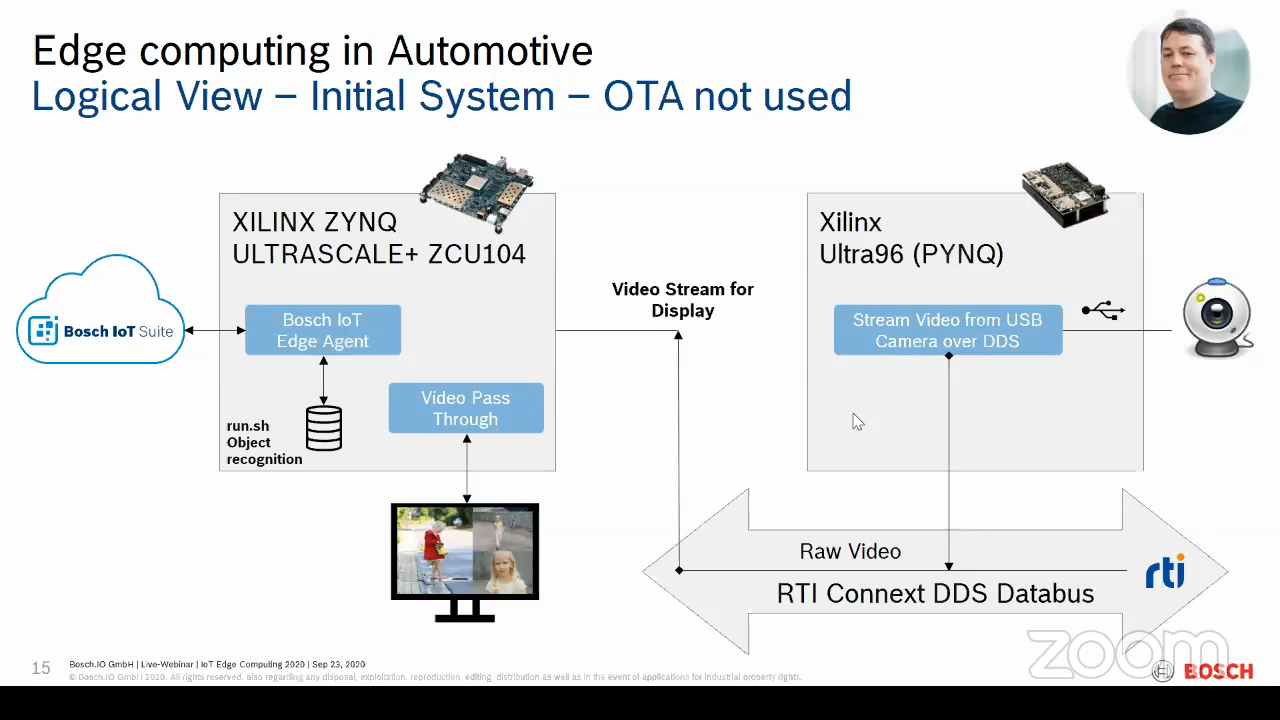 Edge computing in Automotive
Logical View – Initial System – OTA not used
XILINX ZYNQ
ULTRASCALE+ ZCU104
Xilinx
Ultra96 (PYNQ)
Bosch IoT Suite
Bosch IoT
Edge Agent
Video Stream for
Display
Stream Video from USB
Camera over DDS
Video Pass
Through
run.sh
Object
recognition
Raw Video
RTI Connext DDS Databus
rti
zoom
15
Bosch.IO GmbH | Live-Webinar | IoT Edge Computing 2020 | Sep 23, 2020
© Bosch.IO GmbH 2020. All rights reserved, also regarding any disposal, exploitation, reproduction, editing, distribution as well as in the event of applications for industrial property rights.
BOSCH